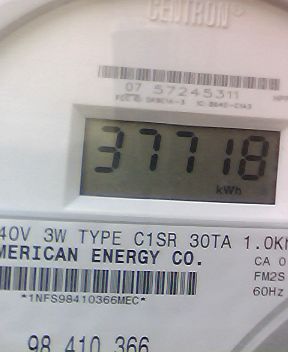 CENTRON®
07 57245311
37718
kWh
40V 3W TYPE C1SR 30TA 1.0K
MERICAN ENERGY CO.
CA 0
FM2S
60Hz
*1NFS98410366MEC*
98 410 366